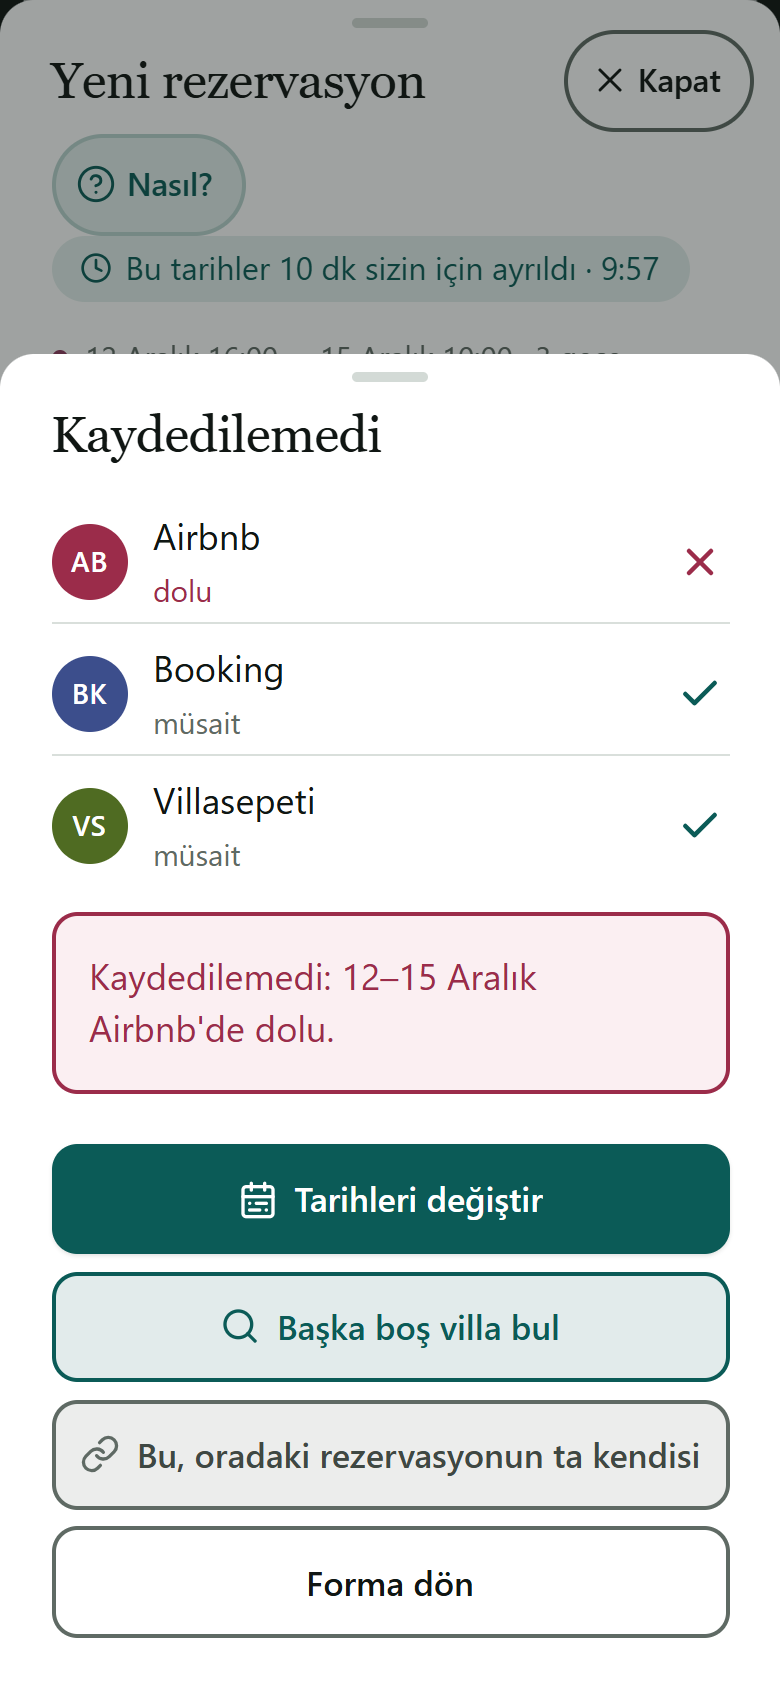 Yeni rezervasyon
Kapat
Nasıl?
Bu tarihler 10 dk sizin için ayrıldı · 9:57
Kaydedilemedi
AB
Airbnb
dolu
BK
Booking
müsait
VS
Villasepeti
müsait
Kaydedilemedi: 12–15 Aralık
Airbnb'de dolu.
Tarihleri değiştir
Başka boş villa bul
Bu, oradaki rezervasyonun ta kendisi
Forma dön